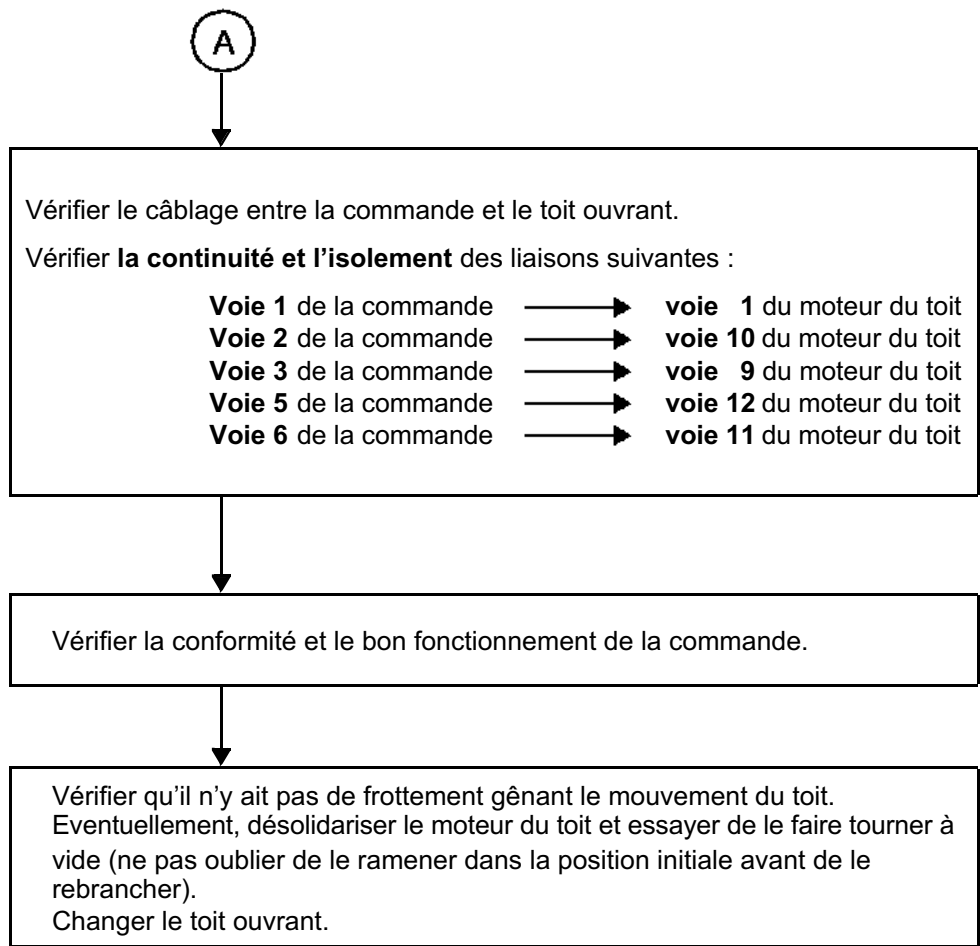 A
Vérifier le câblage entre la commande et le toit ouvrant.
Vérifier la continuité et l’isolement des liaisons suivantes :
Voie 1 de la commande voie 1 du moteur du toit
Voie 2 de la commande voie 10 du moteur du toit
Voie 3 de la commande voie 9 du moteur du toit
Voie 5 de la commande voie 12 du moteur du toit
Voie 6 de la commande voie 11 du moteur du toit
Vérifier la conformité et le bon fonctionnement de la commande.
Vérifier qu’il n’y ait pas de frottement gênant le mouvement du toit.
Eventuellement, désolidariser le moteur du toit et essayer de le faire tourner à
vide (ne pas oublier de le ramener dans la position initiale avant de le
rebrancher).
Changer le toit ouvrant.